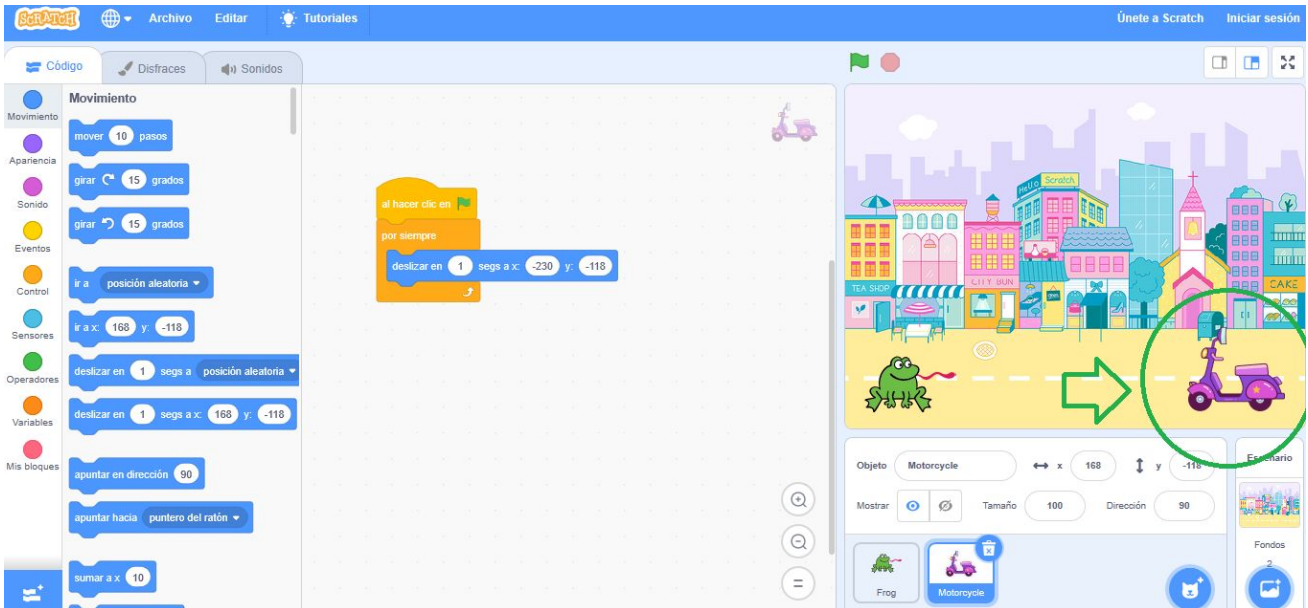 SCRATCH Archivo Editar Tutoriales Únete a Scratch Iniciar sesión
Código Disfraces Sonidos
Movimiento
Apariencia
Sonido
Eventos
Control
Sensores
Operadores
Variables
Mis bloques
Movimiento
mover 10 pasos
girar 15 grados
girar 15 grados
ir a posición aleatoria
ir a x: 168 y: -118
deslizar en 1 segs a posición aleatoria
deslizar en 1 segs a x: 168 y: -118
apuntar en dirección 90
apuntar hacia puntero del ratón
sumar a x 10
al hacer clic en
por siempre
deslizar en 1 segs a x: -230 y: -118
Hello Scratch
TEA SHOP
CITY BUN
CAKE
Objeto Motorcycle x 168 y -118
Mostrar Tamaño 100 Dirección 90
Frog
Motorcycle
Escenario
Fondos
2